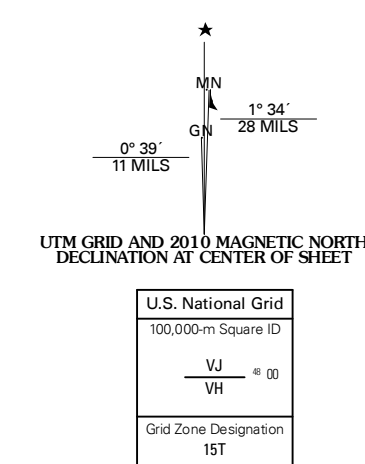 ★
MN
1° 34´
28 MILS
GN
0° 39´
11 MILS
UTM GRID AND 2010 MAGNETIC NORTH
DECLINATION AT CENTER OF SHEET
U.S. National Grid
100,000-m Square ID
VJ
48 00
VH
Grid Zone Designation
15T